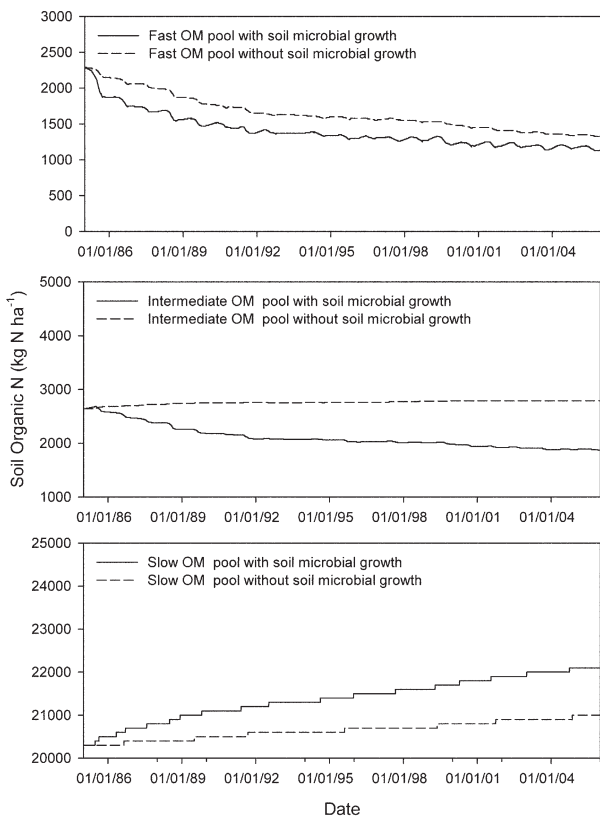 3000
2500
2000
1500
1000
500
0
Fast OM pool with soil microbial growth
Fast OM pool without soil microbial growth
01/01/86 01/01/89 01/01/92 01/01/95 01/01/98 01/01/01 01/01/04
Soil Organic N (kg N ha⁻¹)
5000
4000
3000
2000
1000
Intermediate OM pool with soil microbial growth
Intermediate OM pool without soil microbial growth
01/01/86 01/01/89 01/01/92 01/01/95 01/01/98 01/01/01 01/01/04
25000
24000
23000
22000
21000
20000
Slow OM pool with soil microbial growth
Slow OM pool without soil microbial growth
01/01/86 01/01/89 01/01/92 01/01/95 01/01/98 01/01/01 01/01/04
Date